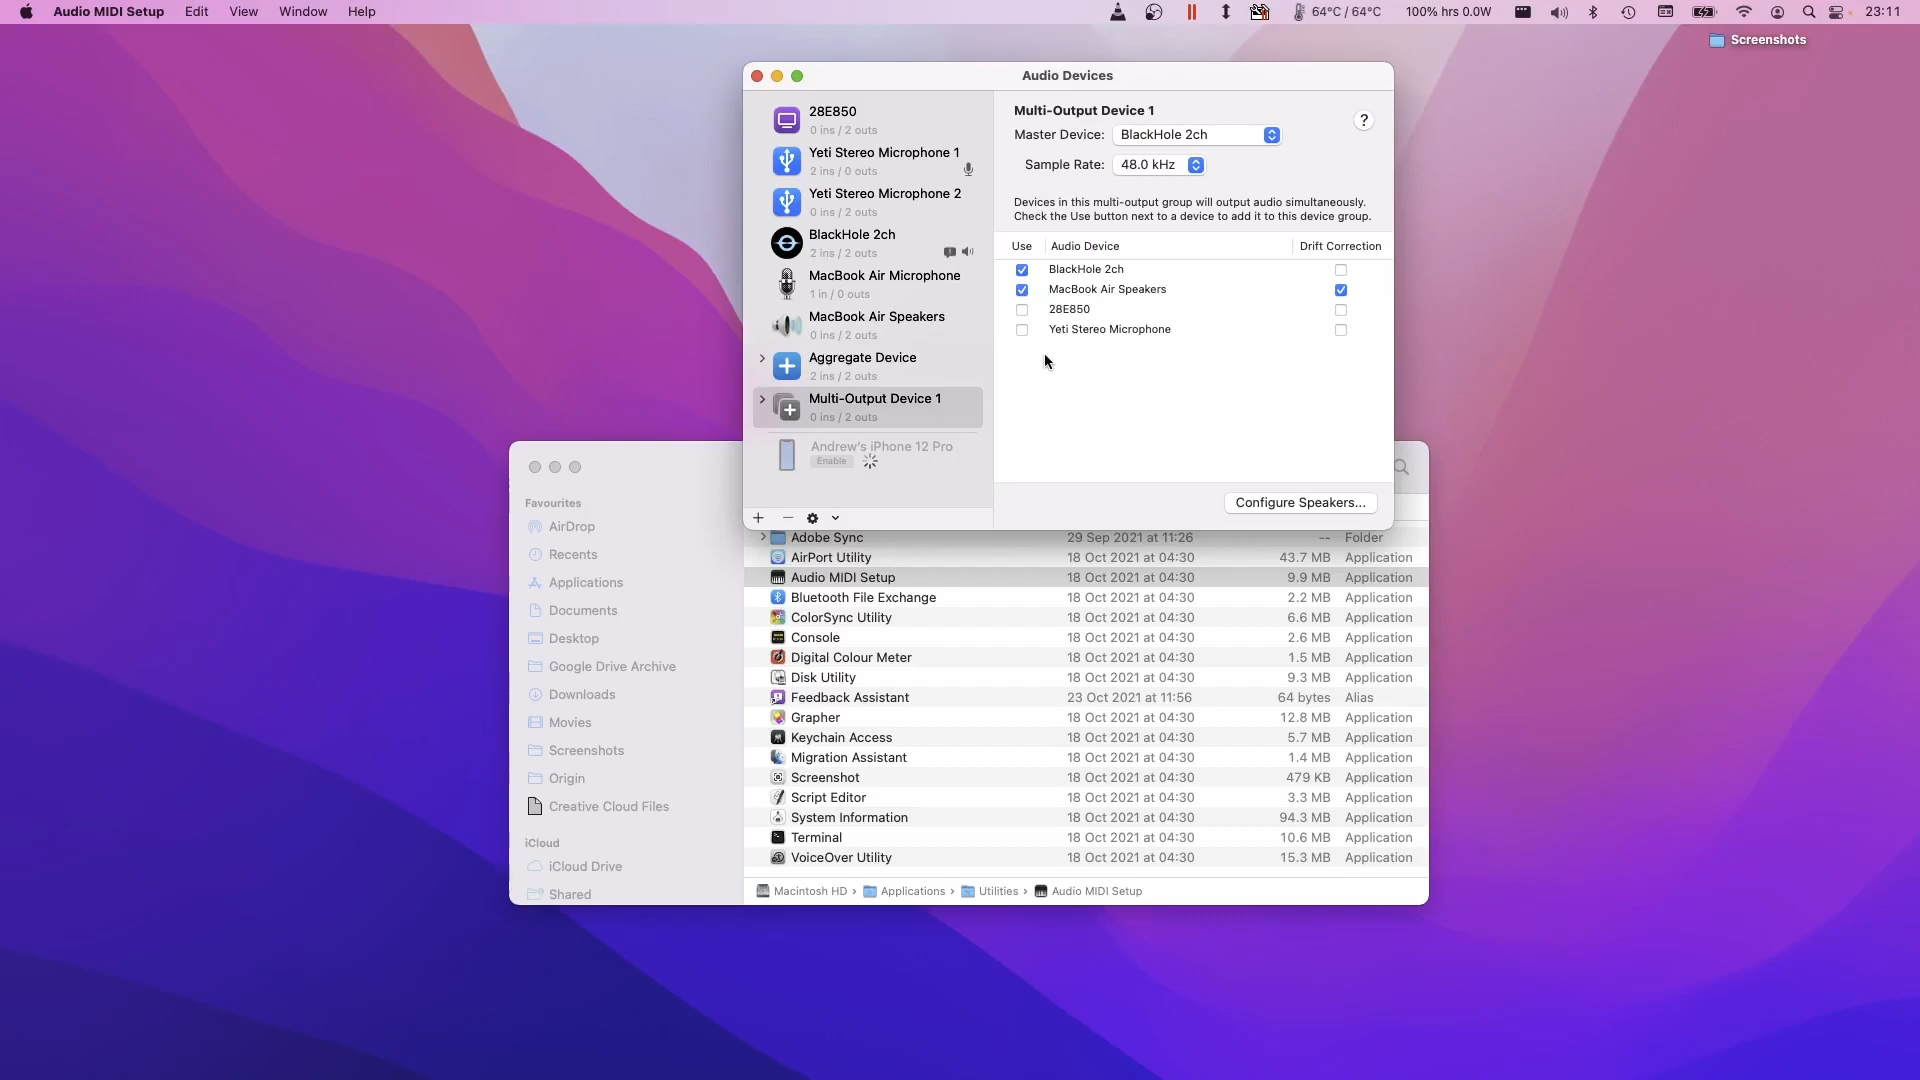 Audio MIDI Setup Edit View Window Help 64°C / 64°C 100% hrs 0.0W 23:11
Screenshots
Audio Devices
28E850
0 ins / 2 outs
Yeti Stereo Microphone 1
2 ins / 0 outs
Yeti Stereo Microphone 2
0 ins / 2 outs
BlackHole 2ch
2 ins / 2 outs
MacBook Air Microphone
1 in / 0 outs
MacBook Air Speakers
0 ins / 2 outs
Aggregate Device
2 ins / 2 outs
Multi-Output Device 1
0 ins / 2 outs
Andrew's iPhone 12 Pro
Enable
Multi-Output Device 1
?
Master Device: BlackHole 2ch
Sample Rate: 48.0 kHz
Devices in this multi-output group will output audio simultaneously.
Check the Use button next to a device to add it to this device group.
Use Audio Device Drift Correction
BlackHole 2ch
MacBook Air Speakers
28E850
Yeti Stereo Microphone
Configure Speakers...
Favourites
AirDrop
Recents
Applications
Documents
Desktop
Google Drive Archive
Downloads
Movies
Screenshots
Origin
Creative Cloud Files
iCloud
iCloud Drive
Shared
Adobe Sync 29 Sep 2021 at 11:26 -- Folder
AirPort Utility 18 Oct 2021 at 04:30 43.7 MB Application
Audio MIDI Setup 18 Oct 2021 at 04:30 9.9 MB Application
Bluetooth File Exchange 18 Oct 2021 at 04:30 2.2 MB Application
ColorSync Utility 18 Oct 2021 at 04:30 6.6 MB Application
Console 18 Oct 2021 at 04:30 2.6 MB Application
Digital Colour Meter 18 Oct 2021 at 04:30 1.5 MB Application
Disk Utility 18 Oct 2021 at 04:30 9.3 MB Application
Feedback Assistant 23 Oct 2021 at 11:56 64 bytes Alias
Grapher 18 Oct 2021 at 04:30 12.8 MB Application
Keychain Access 18 Oct 2021 at 04:30 5.7 MB Application
Migration Assistant 18 Oct 2021 at 04:30 1.4 MB Application
Screenshot 18 Oct 2021 at 04:30 479 KB Application
Script Editor 18 Oct 2021 at 04:30 3.3 MB Application
System Information 18 Oct 2021 at 04:30 94.3 MB Application
Terminal 18 Oct 2021 at 04:30 10.6 MB Application
VoiceOver Utility 18 Oct 2021 at 04:30 15.3 MB Application
Macintosh HD › Applications › Utilities › Audio MIDI Setup